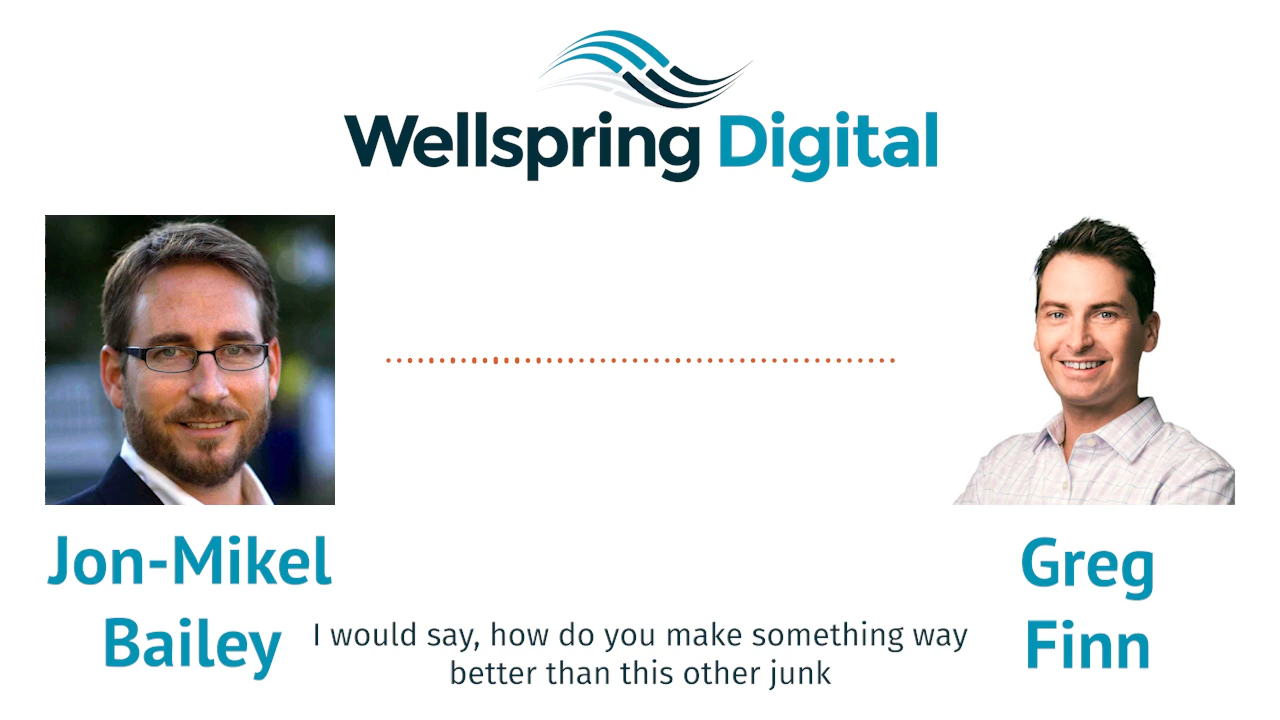 Wellspring Digital
Jon-Mikel
Bailey
Greg
Finn
I would say, how do you make something way
better than this other junk